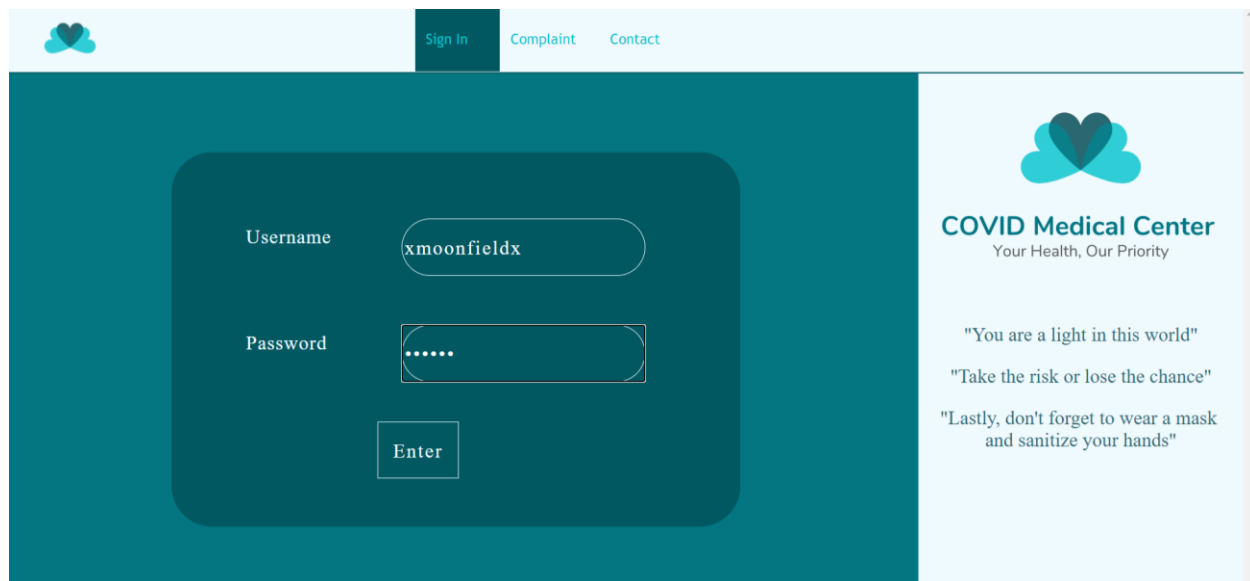 Sign In
Complaint
Contact
Username
xmoonfieldx
Password
••••••
Enter
COVID Medical Center
Your Health, Our Priority
"You are a light in this world"
"Take the risk or lose the chance"
"Lastly, don't forget to wear a mask
and sanitize your hands"